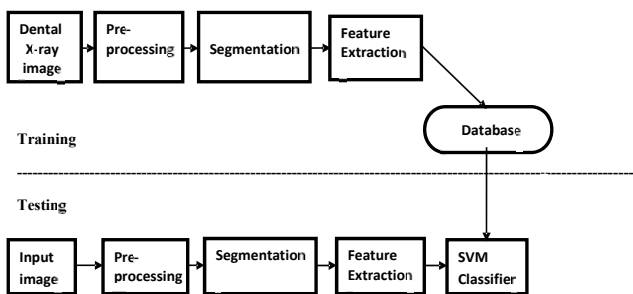 Dental
X-ray
image
Pre-
processing
Segmentation
Feature
Extraction
Database
Training
Testing
Input
image
Pre-
processing
Segmentation
Feature
Extraction
SVM
Classifier